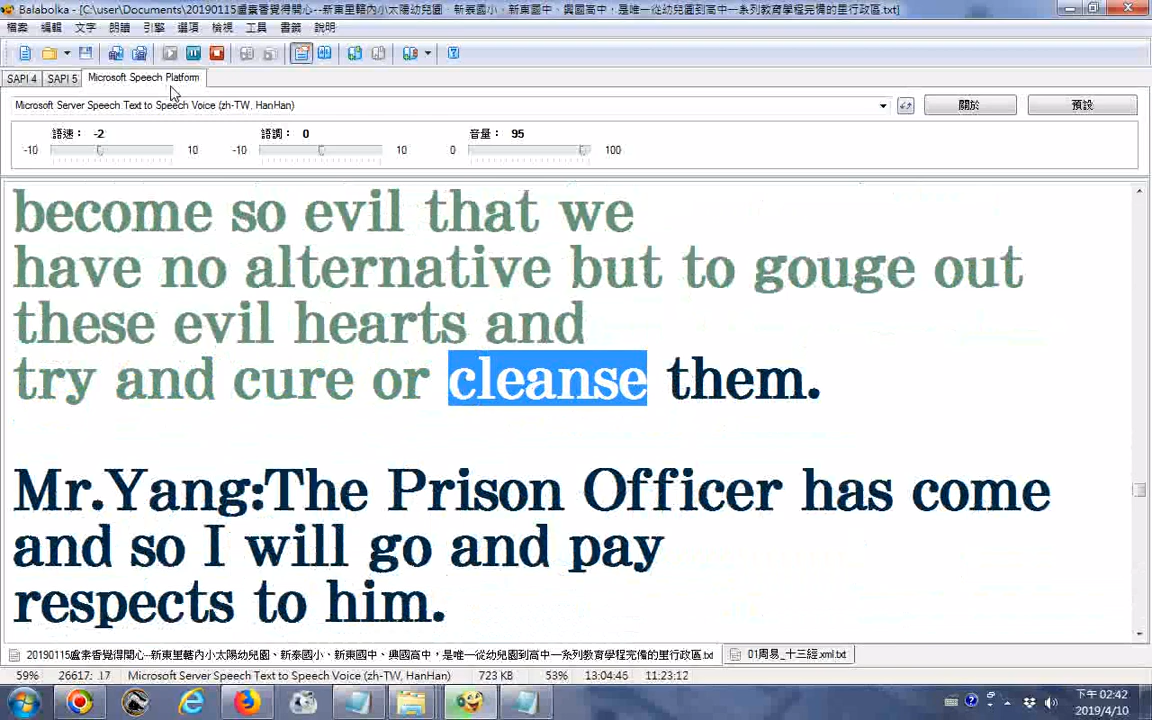 Balabolka - [C:\user\Documents\20190115盧素香覺得開心--新東里轄內小太陽幼兒園、新泰國小、新東國中、興國高中，是唯一從幼兒園到高中一系列教育學程完備的里行政區.txt]
檔案 編輯 文字 朗讀 引擎 選項 檢視 工具 書籤 說明
SAPI 4 SAPI 5 Microsoft Speech Platform
Microsoft Server Speech Text to Speech Voice (zh-TW, HanHan) 關於 預設
語速： -2 語調： 0 音量： 95
-10 10 -10 10 0 100
become so evil that we
have no alternative but to gouge out
these evil hearts and
try and cure or cleanse them.
Mr.Yang:The Prison Officer has come
and so I will go and pay
respects to him.
20190115盧素香覺得開心--新東里轄內小太陽幼兒園、新泰國小、新東國中、興國高中，是唯一從幼兒園到高中一系列教育學程完備的里行政區.txt 01周易_十三經.xml.txt
59% 26617: 17 Microsoft Server Speech Text to Speech Voice (zh-TW, HanHan) 723 KB 53% 13:04:46 11:23:12
下午 02:42
2019/4/10